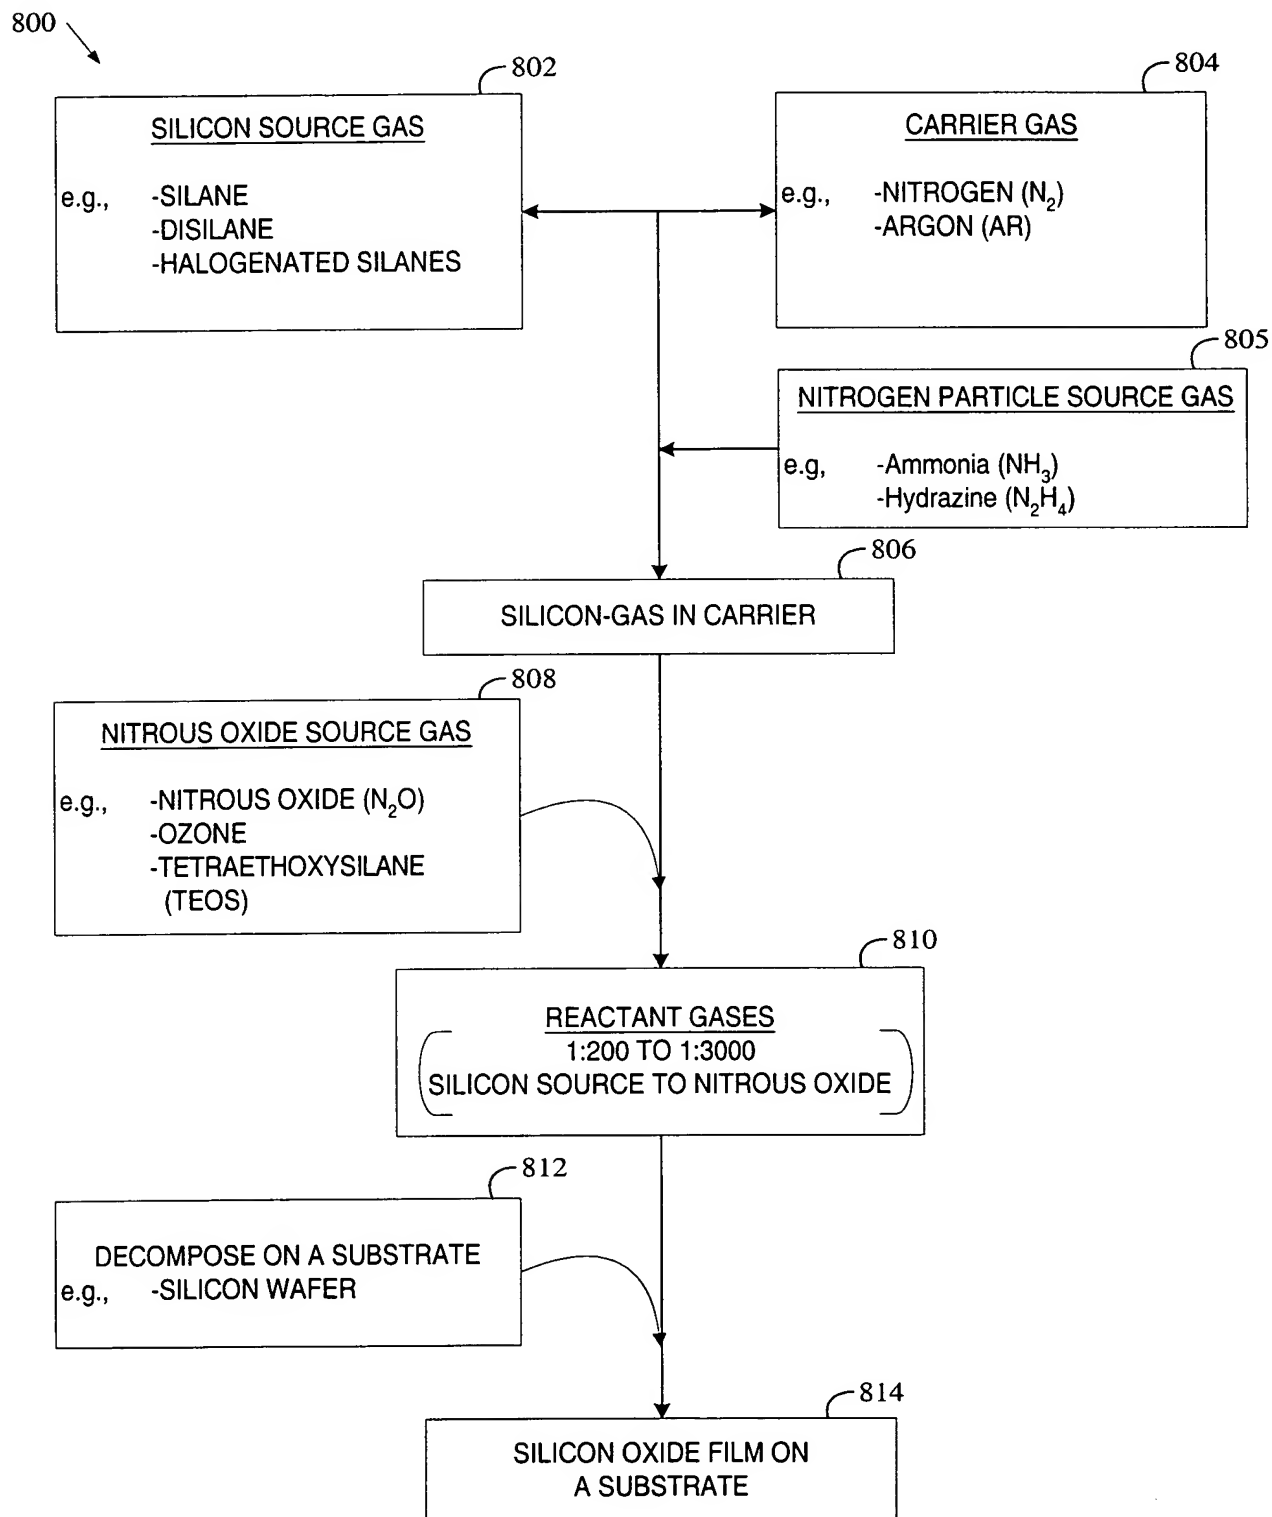 800
802
SILICON SOURCE GAS
e.g., -SILANE
-DISILANE
-HALOGENATED SILANES
804
CARRIER GAS
e.g., -NITROGEN (N₂)
-ARGON (AR)
805
NITROGEN PARTICLE SOURCE GAS
e.g, -Ammonia (NH₃)
-Hydrazine (N₂H₄)
806
SILICON-GAS IN CARRIER
808
NITROUS OXIDE SOURCE GAS
e.g., -NITROUS OXIDE (N₂O)
-OZONE
-TETRAETHOXYSILANE
(TEOS)
810
REACTANT GASES
1:200 TO 1:3000
SILICON SOURCE TO NITROUS OXIDE
812
DECOMPOSE ON A SUBSTRATE
e.g., -SILICON WAFER
814
SILICON OXIDE FILM ON
A SUBSTRATE